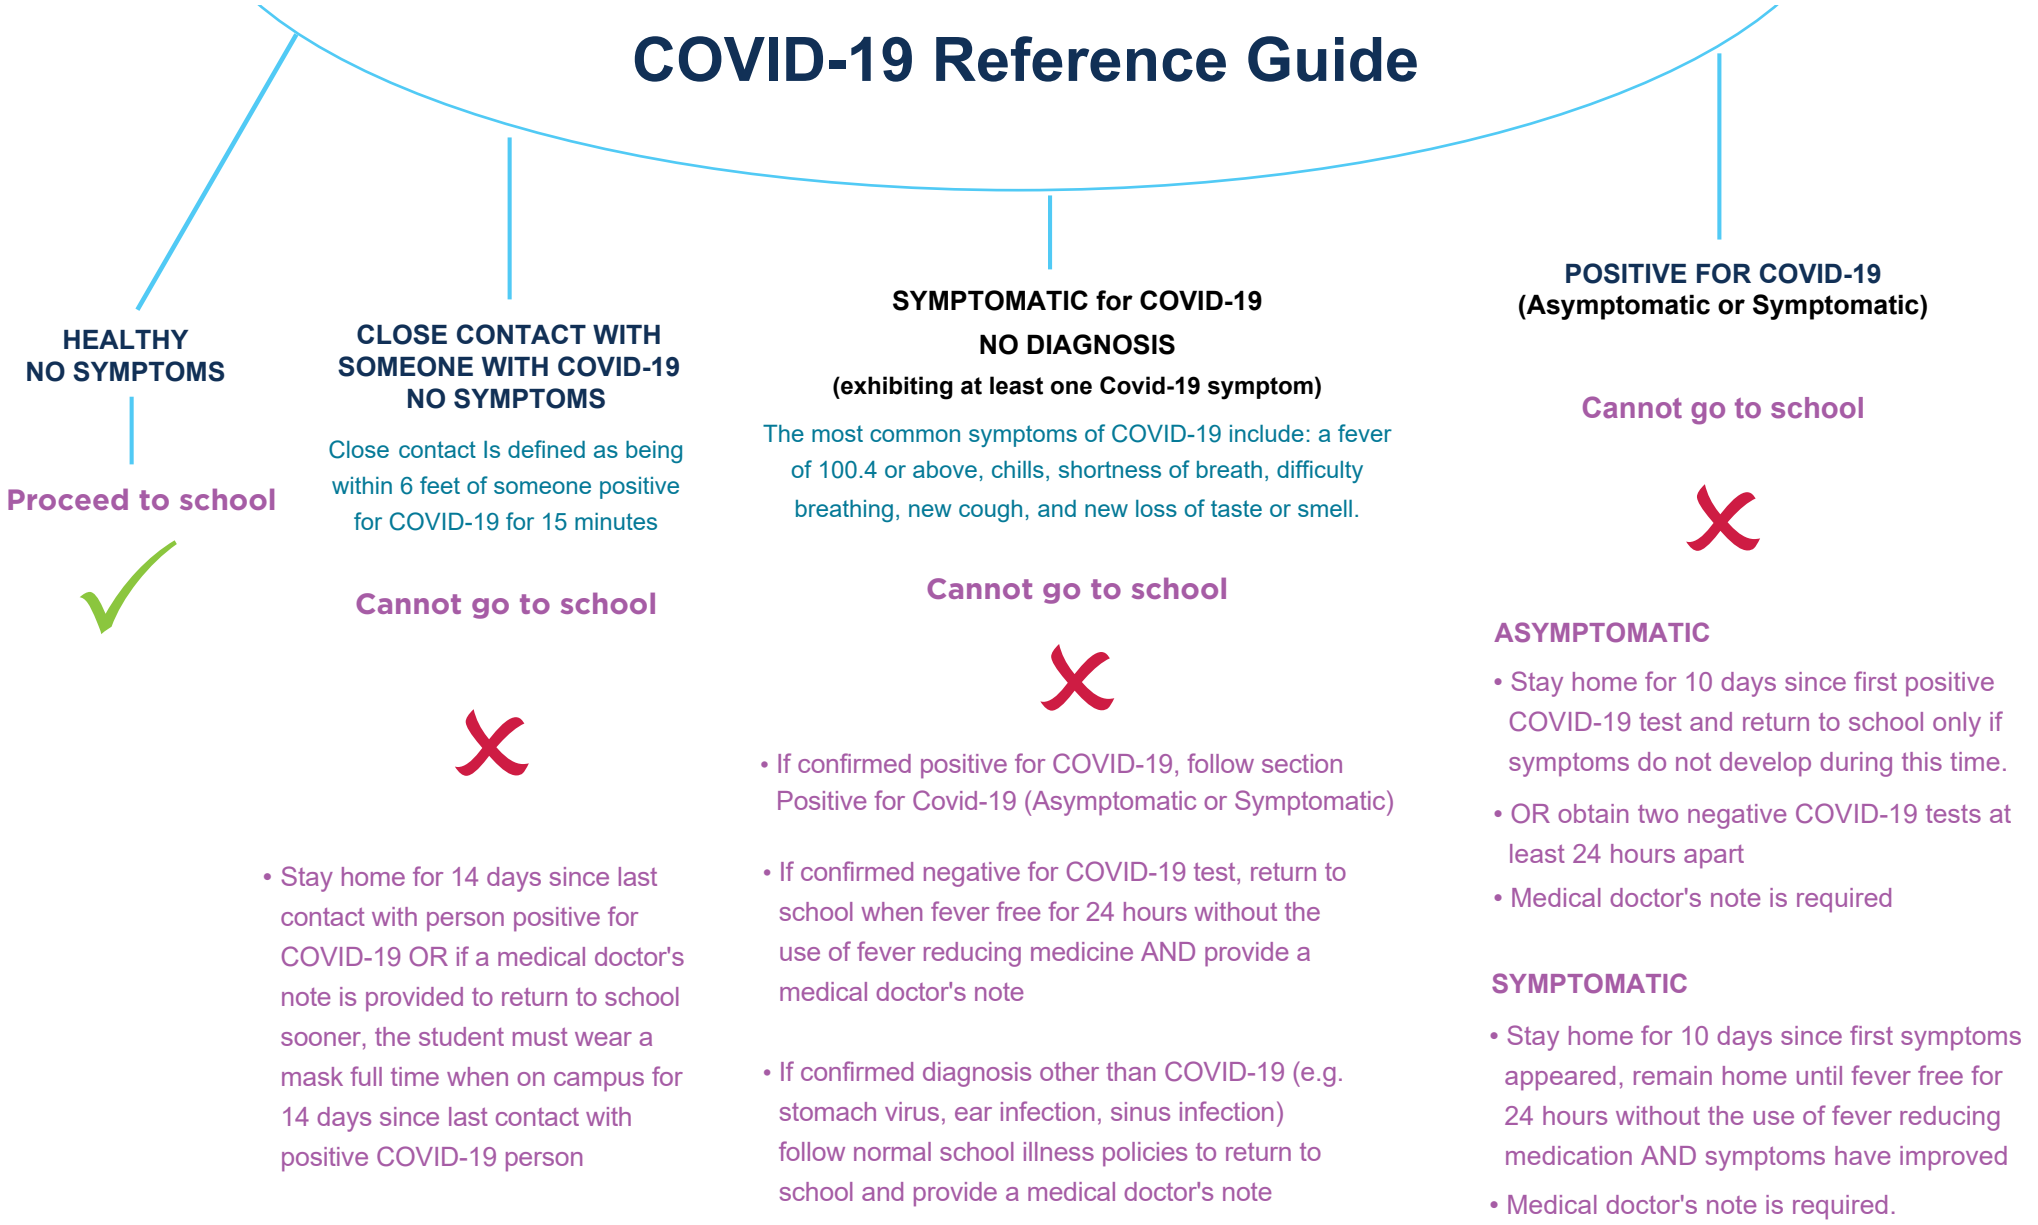 COVID-19 Reference Guide
HEALTHY
NO SYMPTOMS
Proceed to school
CLOSE CONTACT WITH
SOMEONE WITH COVID-19
NO SYMPTOMS
Close contact Is defined as being
within 6 feet of someone positive
for COVID-19 for 15 minutes
Cannot go to school
• Stay home for 14 days since last
contact with person positive for
COVID-19 OR if a medical doctor's
note is provided to return to school
sooner, the student must wear a
mask full time when on campus for
14 days since last contact with
positive COVID-19 person
SYMPTOMATIC for COVID-19
NO DIAGNOSIS
(exhibiting at least one Covid-19 symptom)
The most common symptoms of COVID-19 include: a fever
of 100.4 or above, chills, shortness of breath, difficulty
breathing, new cough, and new loss of taste or smell.
Cannot go to school
• If confirmed positive for COVID-19, follow section
Positive for Covid-19 (Asymptomatic or Symptomatic)
• If confirmed negative for COVID-19 test, return to
school when fever free for 24 hours without the
use of fever reducing medicine AND provide a
medical doctor's note
• If confirmed diagnosis other than COVID-19 (e.g.
stomach virus, ear infection, sinus infection)
follow normal school illness policies to return to
school and provide a medical doctor's note
POSITIVE FOR COVID-19
(Asymptomatic or Symptomatic)
Cannot go to school
ASYMPTOMATIC
• Stay home for 10 days since first positive
COVID-19 test and return to school only if
symptoms do not develop during this time.
• OR obtain two negative COVID-19 tests at
least 24 hours apart
• Medical doctor's note is required
SYMPTOMATIC
• Stay home for 10 days since first symptoms
appeared, remain home until fever free for
24 hours without the use of fever reducing
medication AND symptoms have improved
• Medical doctor's note is required.